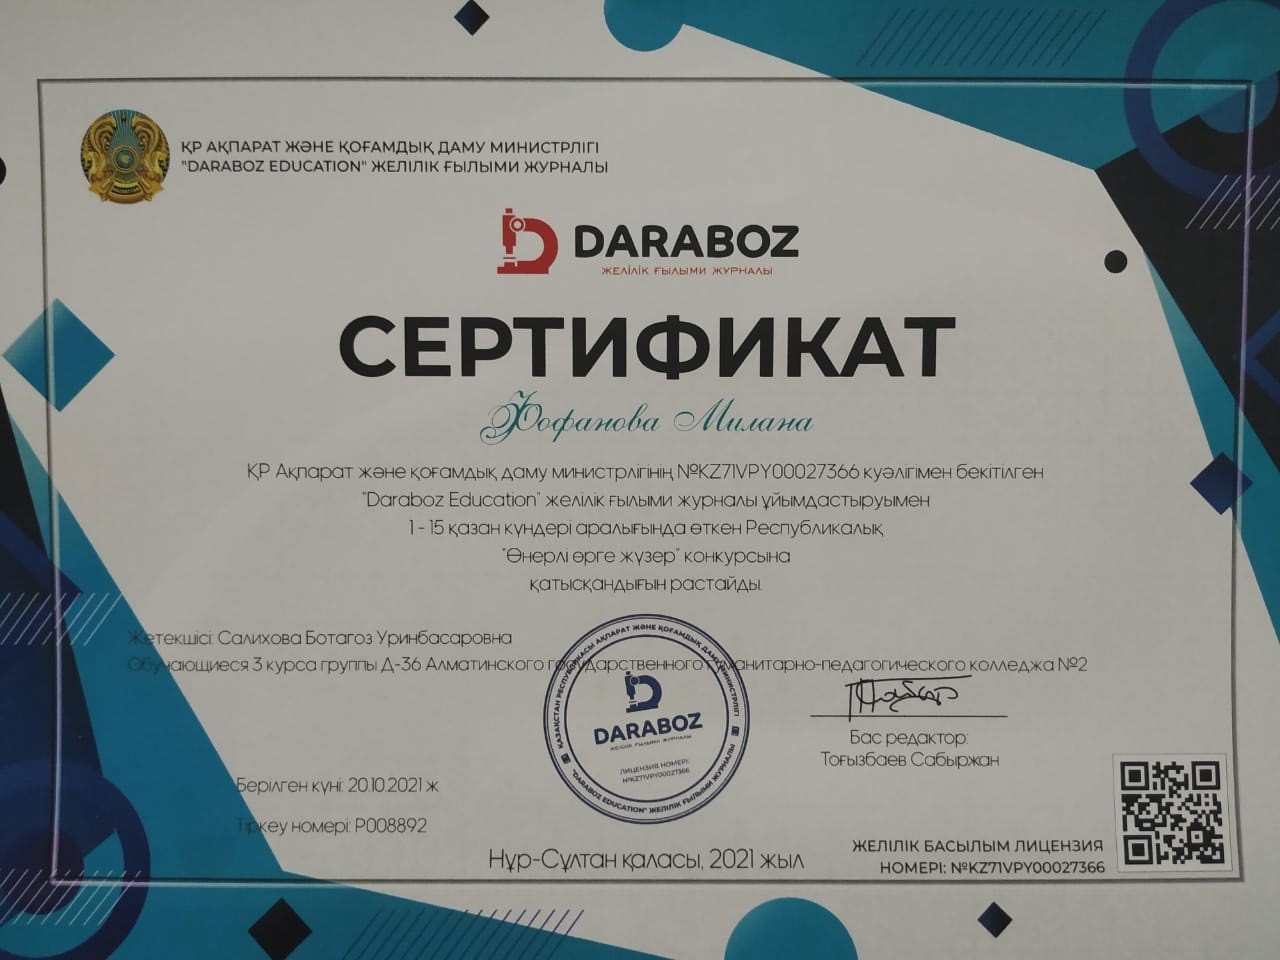 ҚР АҚПАРАТ ЖӘНЕ ҚОҒАМДЫҚ ДАМУ МИНИСТРЛІГІ
"DARABOZ EDUCATION" ЖЕЛІЛІК ҒЫЛЫМИ ЖУРНАЛЫ
DARABOZ
ЖЕЛІЛІК ҒЫЛЫМИ ЖУРНАЛЫ
СЕРТИФИКАТ
Милана
ҚР Ақпарат және қоғамдық даму министрлігінің №KZ71VPY00027366 куәлігімен бекітілген
"Daraboz Education" желілік ғылыми журналы ұйымдастыруымен
1 - 15 қазан күндері аралығында өткен Республикалық
"Өнерлі өрге жүзер" конкурсына
қатысқандығын растайды.
Жетекшісі: Салихова Ботагоз Уринбасаровна
Обучающиеся 3 курса группы Д-36 Алматинского государственного гуманитарно-педагогического колледжа №2
ҚАЗАҚСТАН РЕСПУБЛИКАСЫ АҚПАРАТ ЖӘНЕ ҚОҒАМДЫҚ ДАМУ МИНИСТРЛІГІ
DARABOZ
ЖЕЛІЛІК ҒЫЛЫМИ ЖУРНАЛЫ
ЛИЦЕНЗИЯ НОМЕРІ:
№KZ71VPY00027366
"DARABOZ EDUCATION" ЖЕЛІЛІК ҒЫЛЫМИ ЖУРНАЛЫ
Бас редактор:
Тоғызбаев Сабыржан
Берілген күні: 20.10.2021 ж
Тіркеу номері: P008892
Нұр-Сұлтан қаласы, 2021 жыл
ЖЕЛІЛІК БАСЫЛЫМ ЛИЦЕНЗИЯ
НОМЕРІ: №KZ71VPY00027366